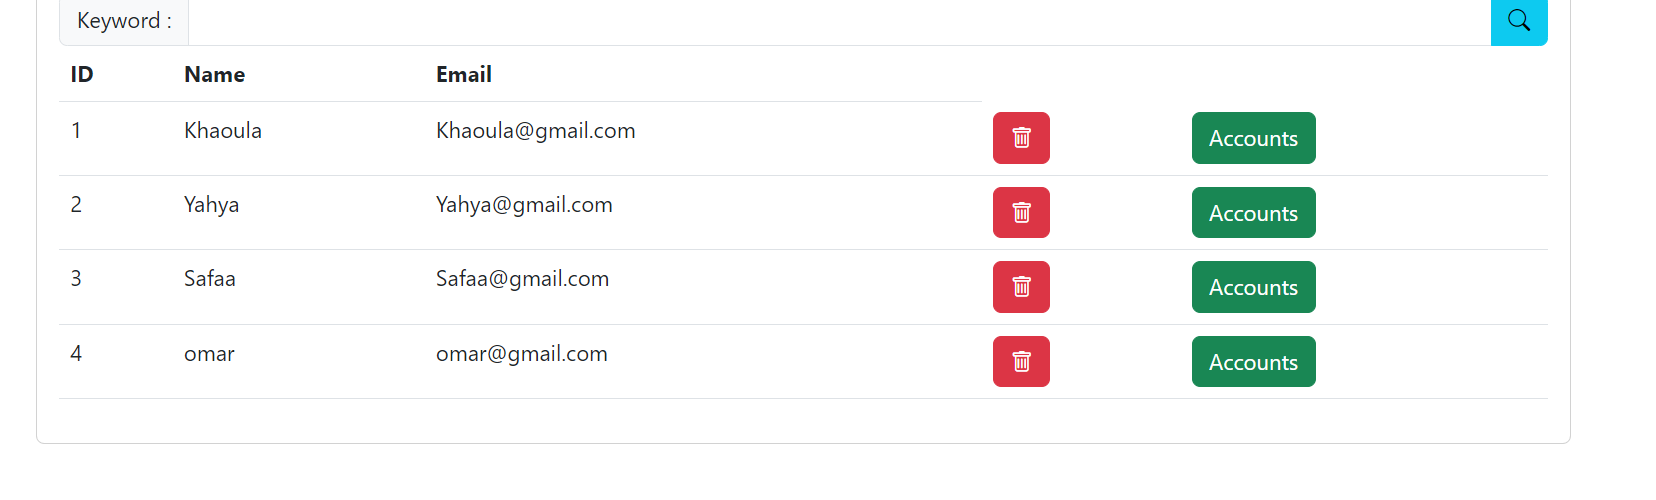 Keyword :
ID Name Email
1 Khaoula Khaoula@gmail.com Accounts
2 Yahya Yahya@gmail.com Accounts
3 Safaa Safaa@gmail.com Accounts
4 omar omar@gmail.com Accounts